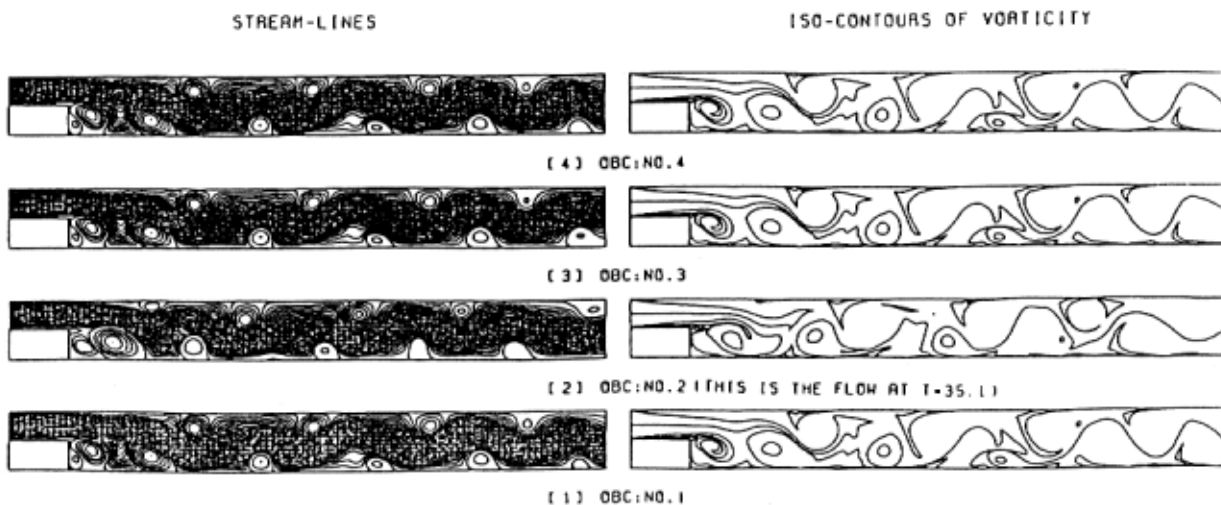 STREAM-LINES
ISO-CONTOURS OF VORTICITY
[4] OBC:NO.4
[3] OBC:NO.3
[2] OBC:NO.2 (THIS IS THE FLOW AT T=35.1)
[1] OBC:NO.1